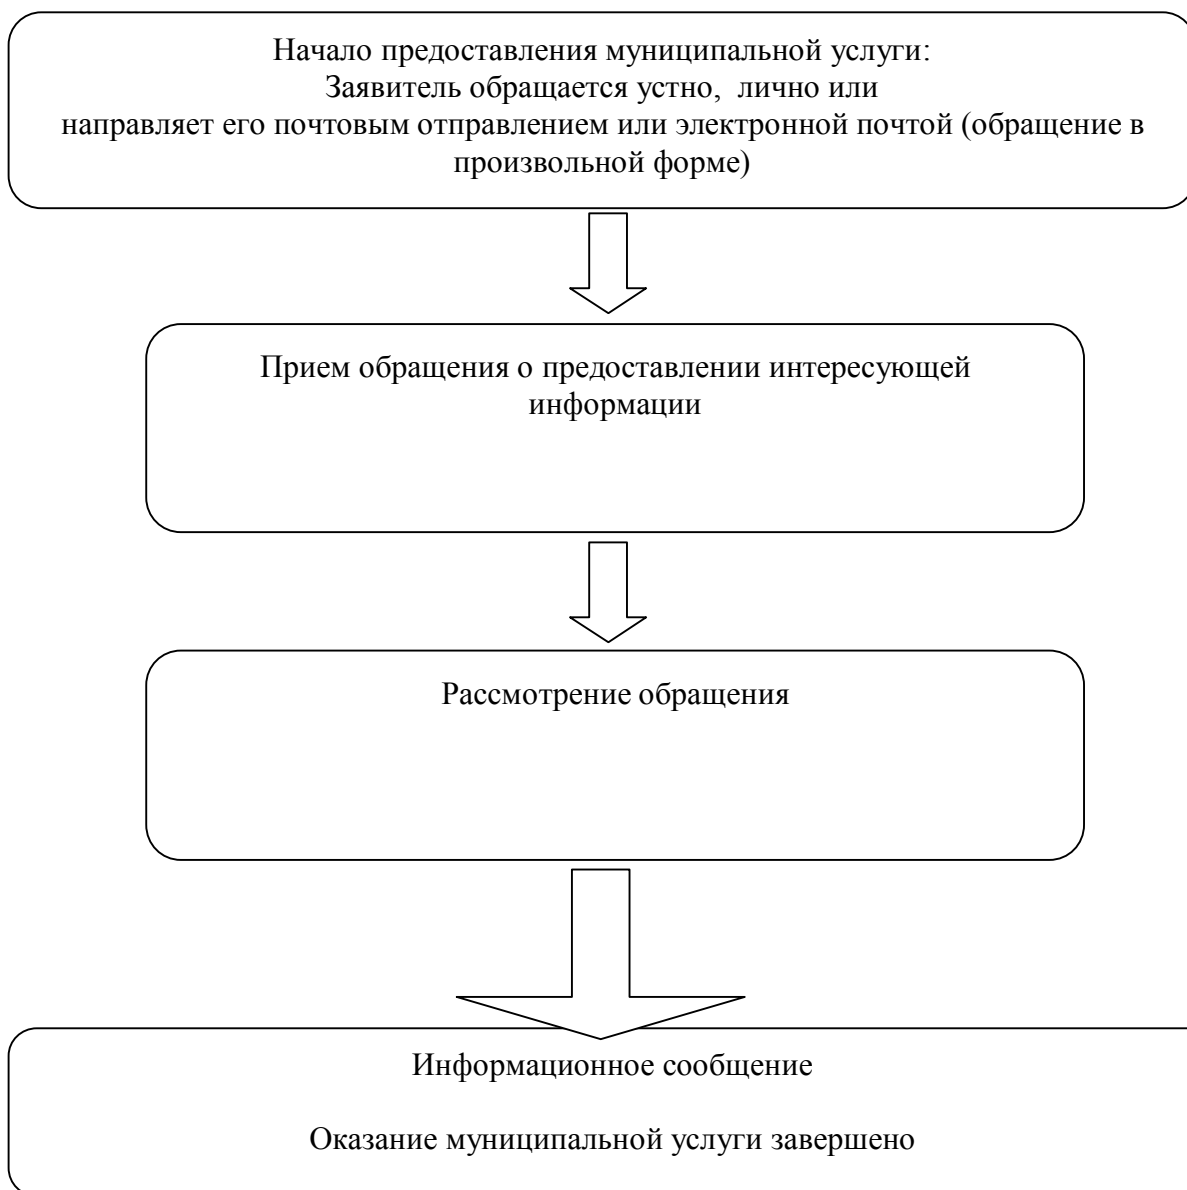 Начало предоставления муниципальной услуги:
Заявитель обращается устно,  лично или
направляет его почтовым отправлением или электронной почтой (обращение в
произвольной форме)
Прием обращения о предоставлении интересующей
информации
Рассмотрение обращения
Информационное сообщение
Оказание муниципальной услуги завершено